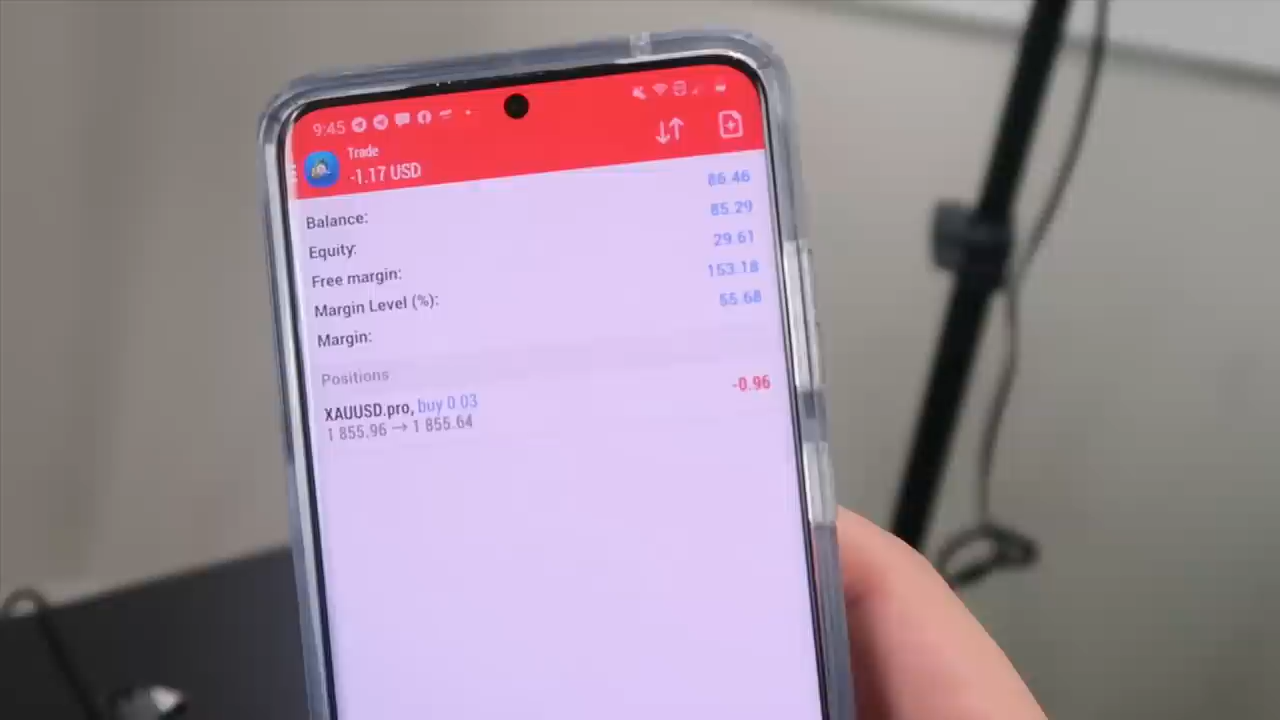 9:45
Trade
-1.17 USD
Balance: 86.46
Equity: 85.29
Free margin: 29.61
Margin Level (%): 153.18
Margin: 55.68
Positions
XAUUSD.pro, buy 0.03 -0.96
1 855.96 → 1 855.64